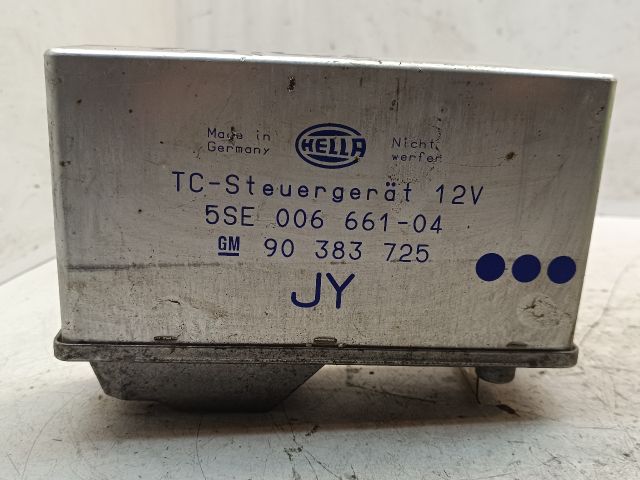 Made in Germany
HELLA
Nicht werfen
TC-Steuergerät 12V
5SE 006 661-04
GM 90 383 725
JY